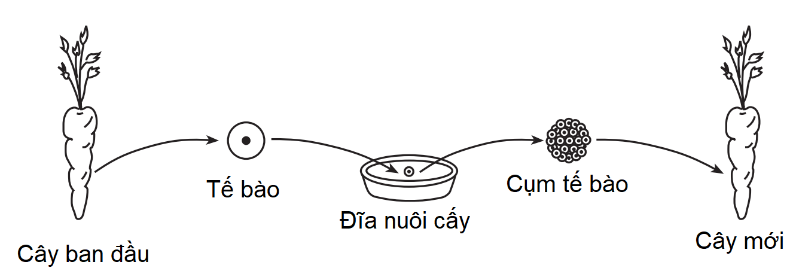 Tế bào
Cụm tế bào
Đĩa nuôi cấy
Cây ban đầu
Cây mới